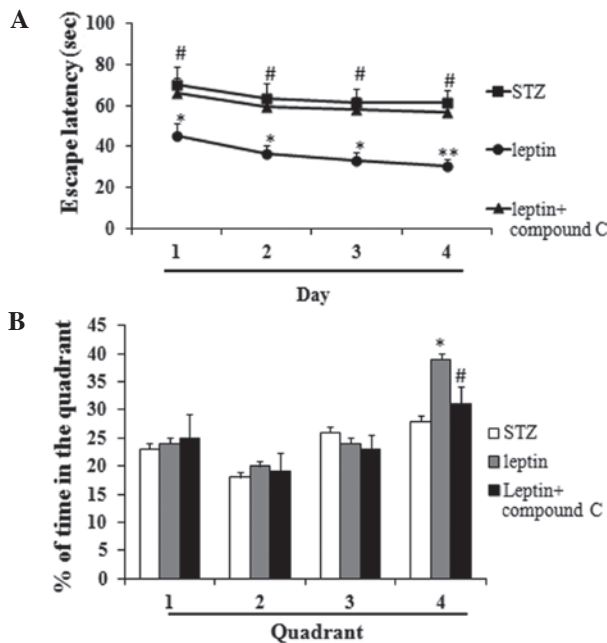 A
Escape latency (sec)
100
80
60
40
20
0
# # # #
* * * **
1 2 3 4
Day
STZ
leptin
leptin+
compound C
B
% of time in the quadrant
45
40
35
30
25
20
15
10
5
0
*
#
1 2 3 4
Quadrant
STZ
leptin
Leptin+
compound C